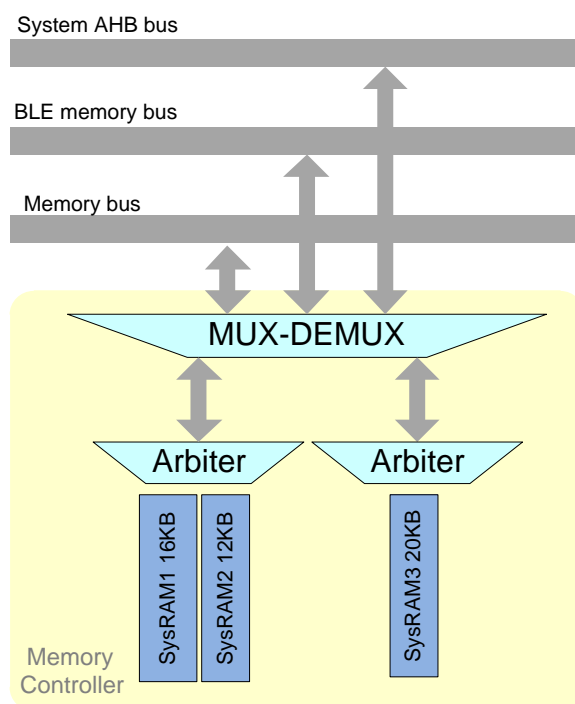 System AHB bus
BLE memory bus
Memory bus
MUX-DEMUX
Arbiter
Arbiter
SysRAM1 16KB
SysRAM2 12KB
SysRAM3 20KB
Memory
Controller